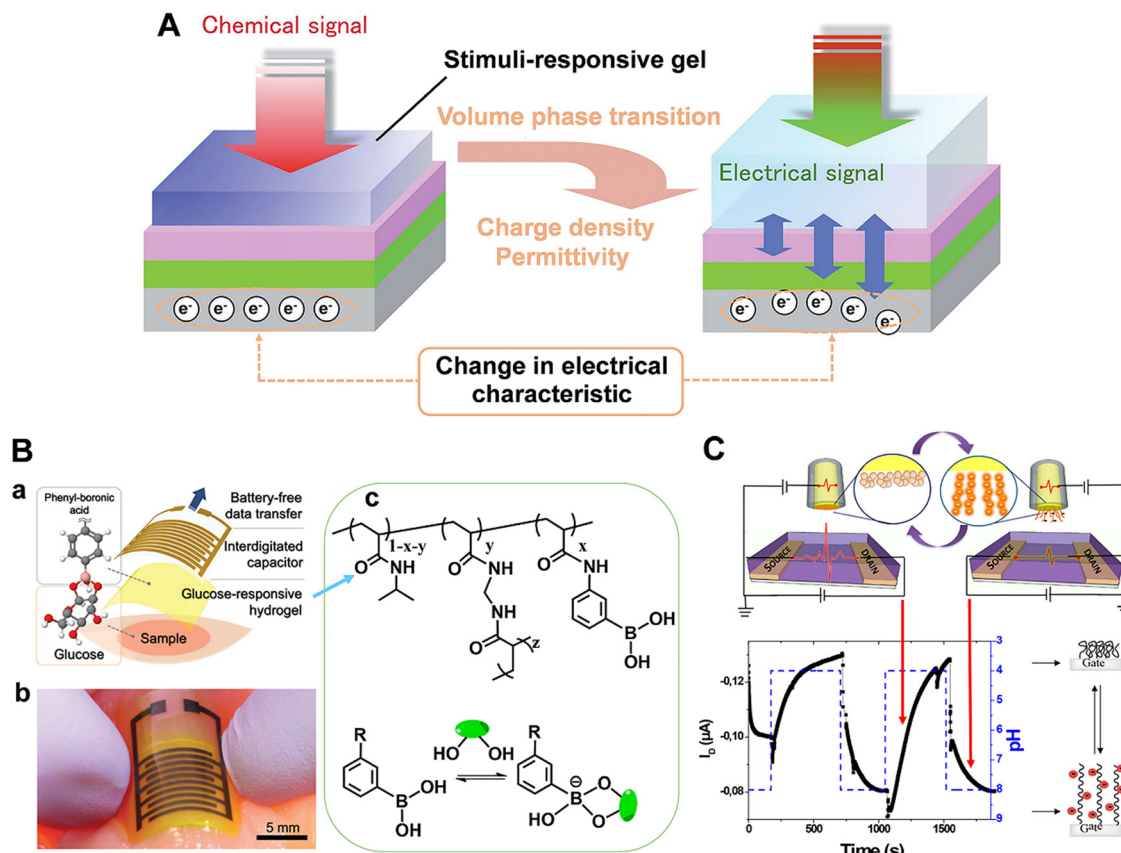 A
Chemical signal
Stimuli-responsive gel
Volume phase transition
Electrical signal
Charge density
Permittivity
e- e- e- e- e-
e- e- e- e- e-
Change in electrical
characteristic
B
a
Phenyl-boronic
acid
Glucose
Battery-free
data transfer
Interdigitated
capacitor
Glucose-responsive
hydrogel
Sample
b
5 mm
c
1-x-y
y
x
O
NH
O
NH
NH
O
z
O
NH
B
OH
HO
R
B
OH
OH
HO
OH
R
⊖
B
HO
O
O
C
SOURCE
DRAIN
SOURCE
DRAIN
-0,12
-0,10
-0,08
I_D (µA)
0
500
1000
1500
Time (s)
3
4
5
6
7
8
9
pH
Gate
Gate